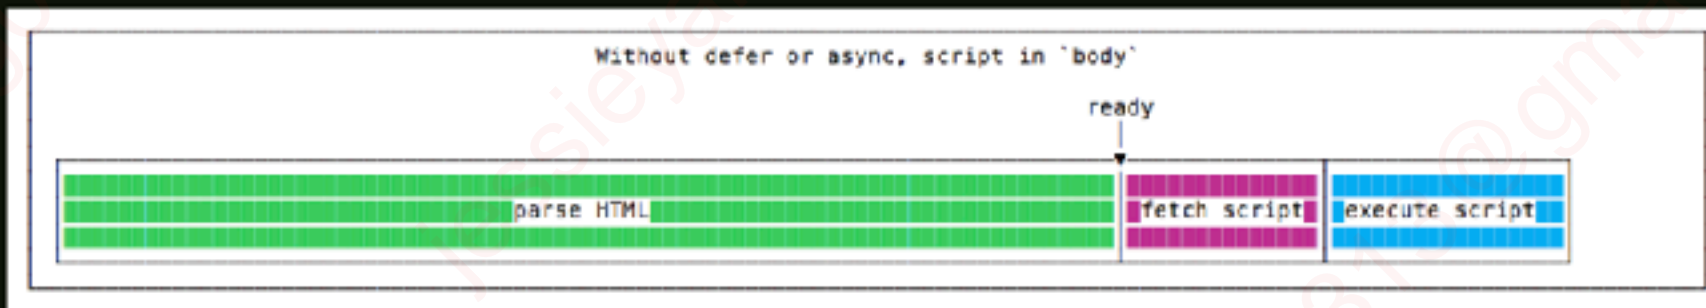 Without defer or async, script in `body`
ready
parse HTML fetch script execute script